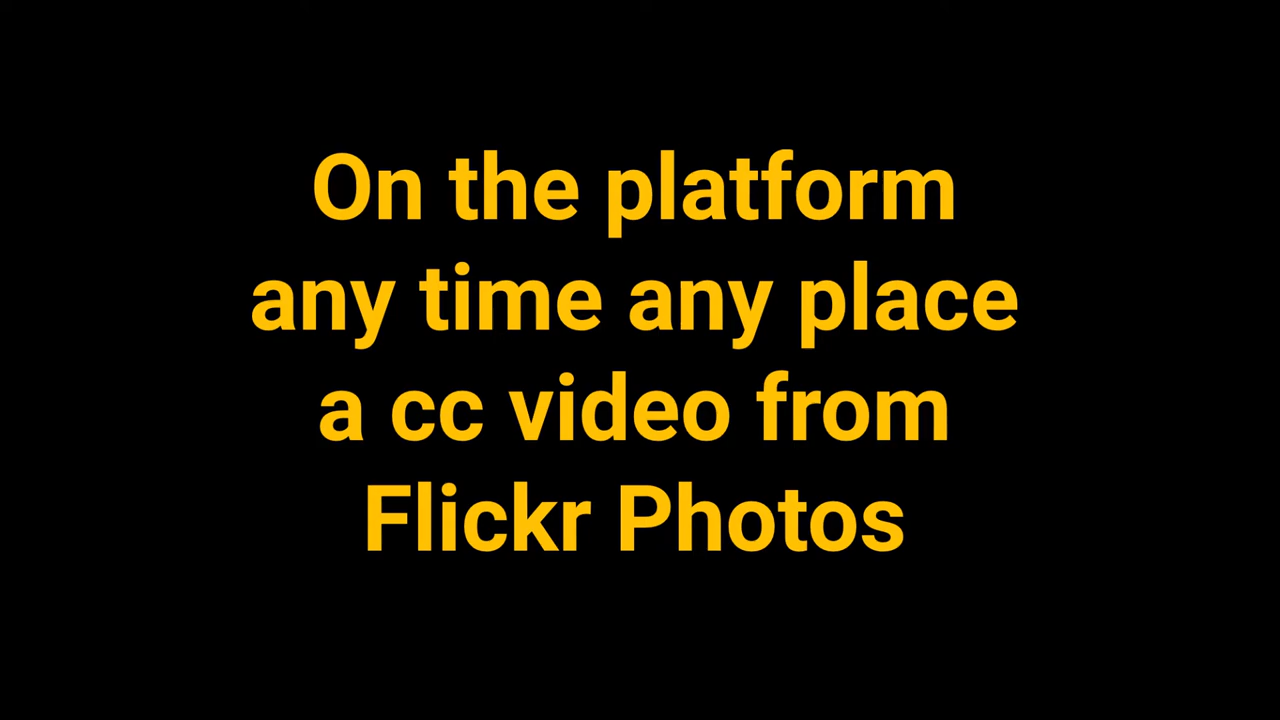 On the platform
any time any place
a cc video from
Flickr Photos